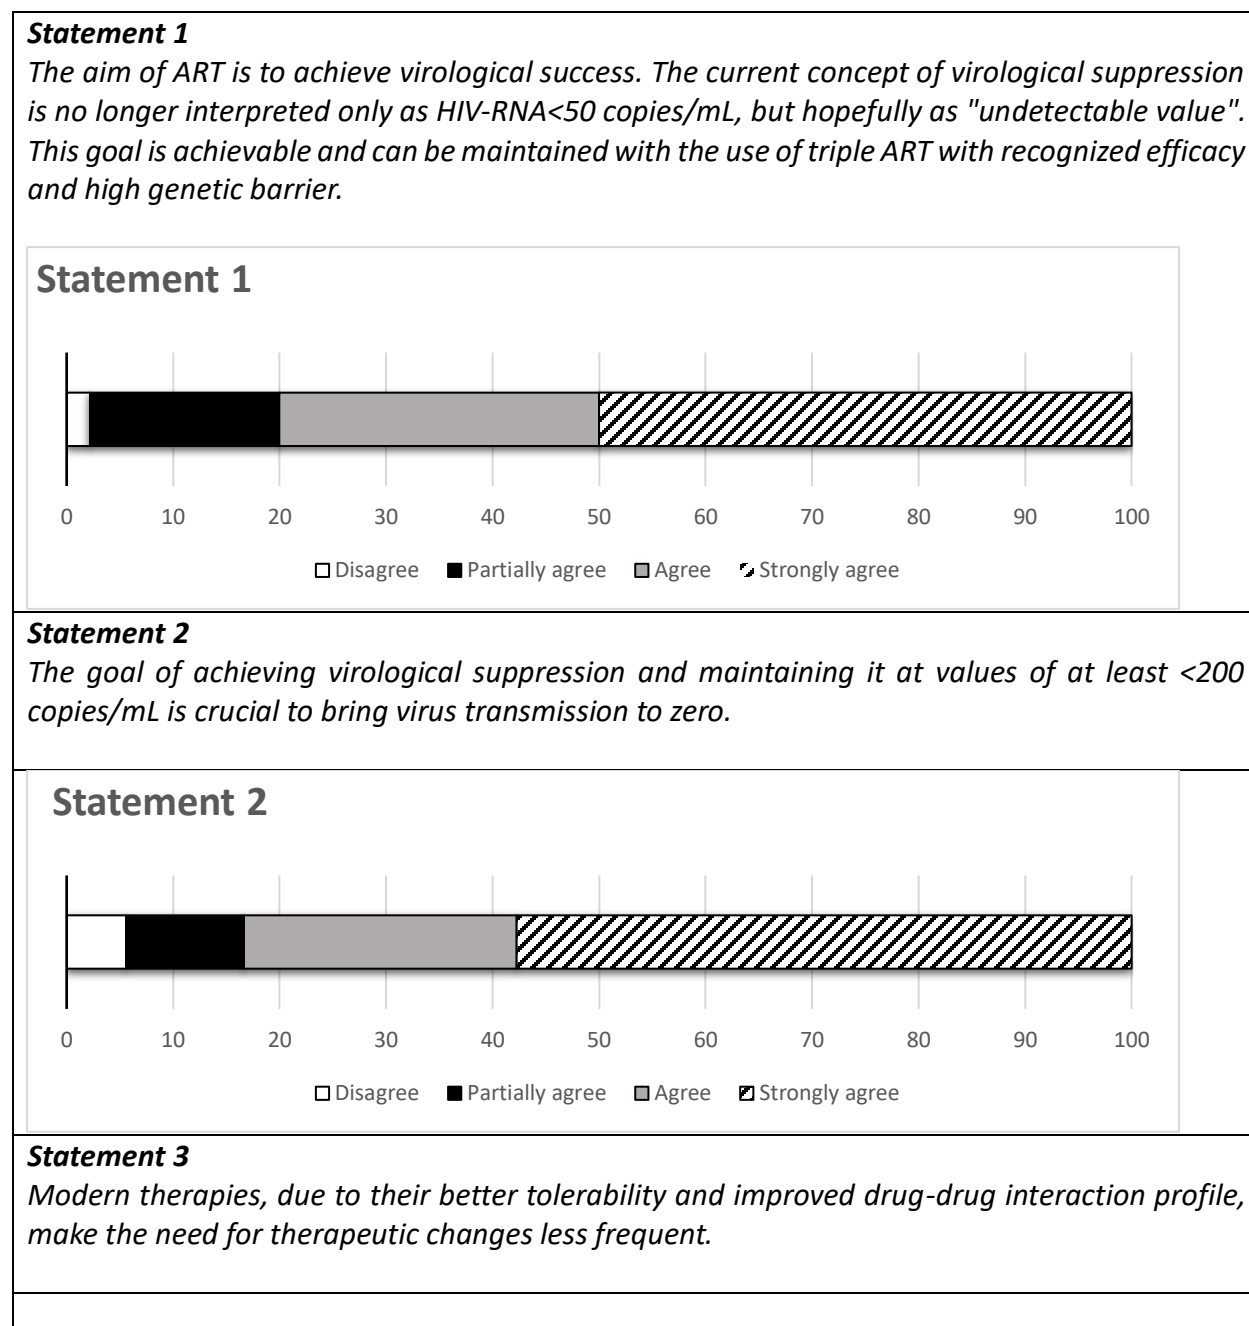 Statement 1
The aim of ART is to achieve virological success. The current concept of virological suppression
is no longer interpreted only as HIV-RNA<50 copies/mL, but hopefully as "undetectable value".
This goal is achievable and can be maintained with the use of triple ART with recognized efficacy
and high genetic barrier.
Statement 1
0 10 20 30 40 50 60 70 80 90 100
Disagree Partially agree Agree Strongly agree
Statement 2
The goal of achieving virological suppression and maintaining it at values of at least <200
copies/mL is crucial to bring virus transmission to zero.
Statement 2
0 10 20 30 40 50 60 70 80 90 100
Disagree Partially agree Agree Strongly agree
Statement 3
Modern therapies, due to their better tolerability and improved drug-drug interaction profile,
make the need for therapeutic changes less frequent.